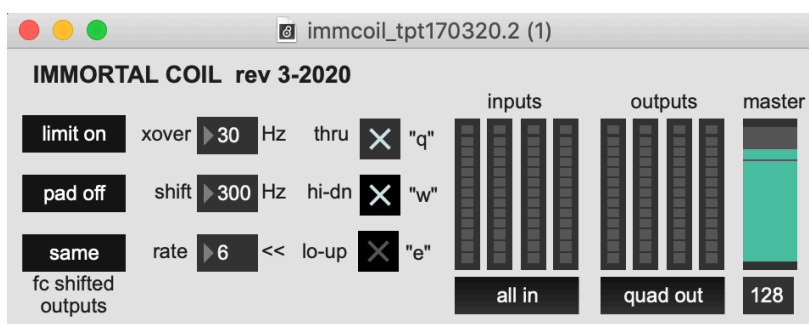 immcoil_tpt170320.2 (1)
IMMORTAL COIL rev 3-2020
inputs outputs master
limit on xover 30 Hz thru "q"
pad off shift 300 Hz hi-dn "w"
same rate 6 << lo-up "e"
fc shifted
outputs
all in quad out 128